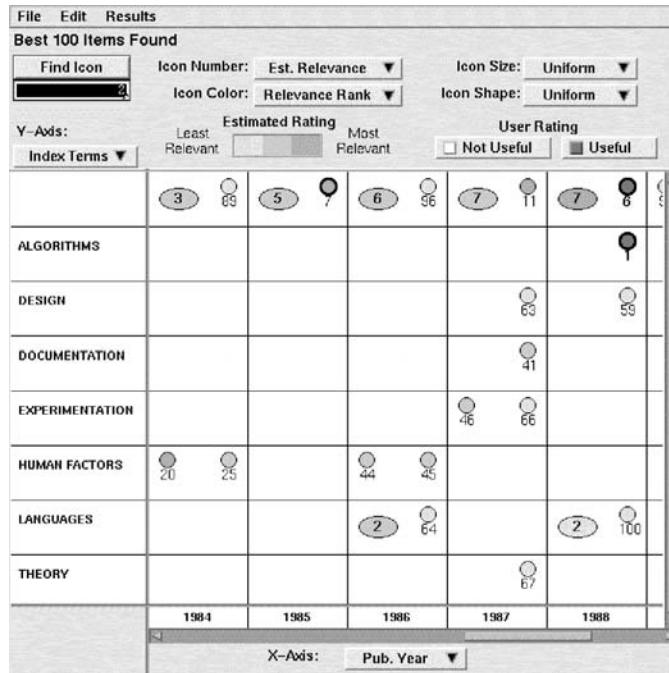 File Edit Results
Best 100 Items Found
Find Icon Icon Number: Est. Relevance Icon Size: Uniform
Icon Color: Relevance Rank Icon Shape: Uniform
Y-Axis: Index Terms
Least Relevant Estimated Rating Most Relevant
User Rating
Not Useful Useful
3 89 5 7 6 96 7 11 7 6
ALGORITHMS 1
DESIGN 63 59
DOCUMENTATION 41
EXPERIMENTATION 46 66
HUMAN FACTORS 20 25 44 45
LANGUAGES 2 64 2 100
THEORY 67
1984 1985 1986 1987 1988
X-Axis: Pub. Year